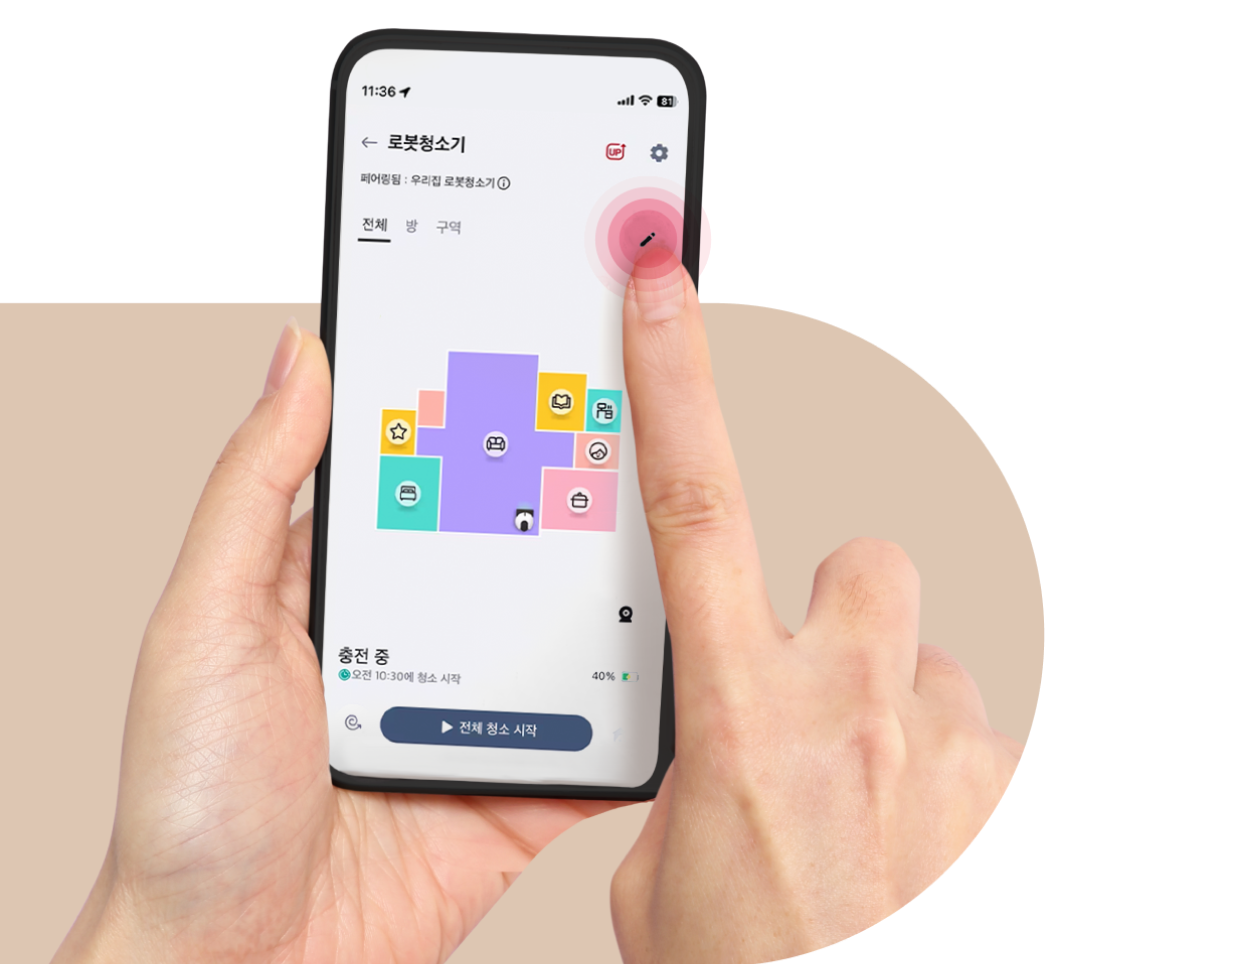 11:36
81
로봇청소기
UP
페어링됨 : 우리집 로봇청소기
전체 방 구역
충전 중
오전 10:30에 청소 시작
40%
전체 청소 시작